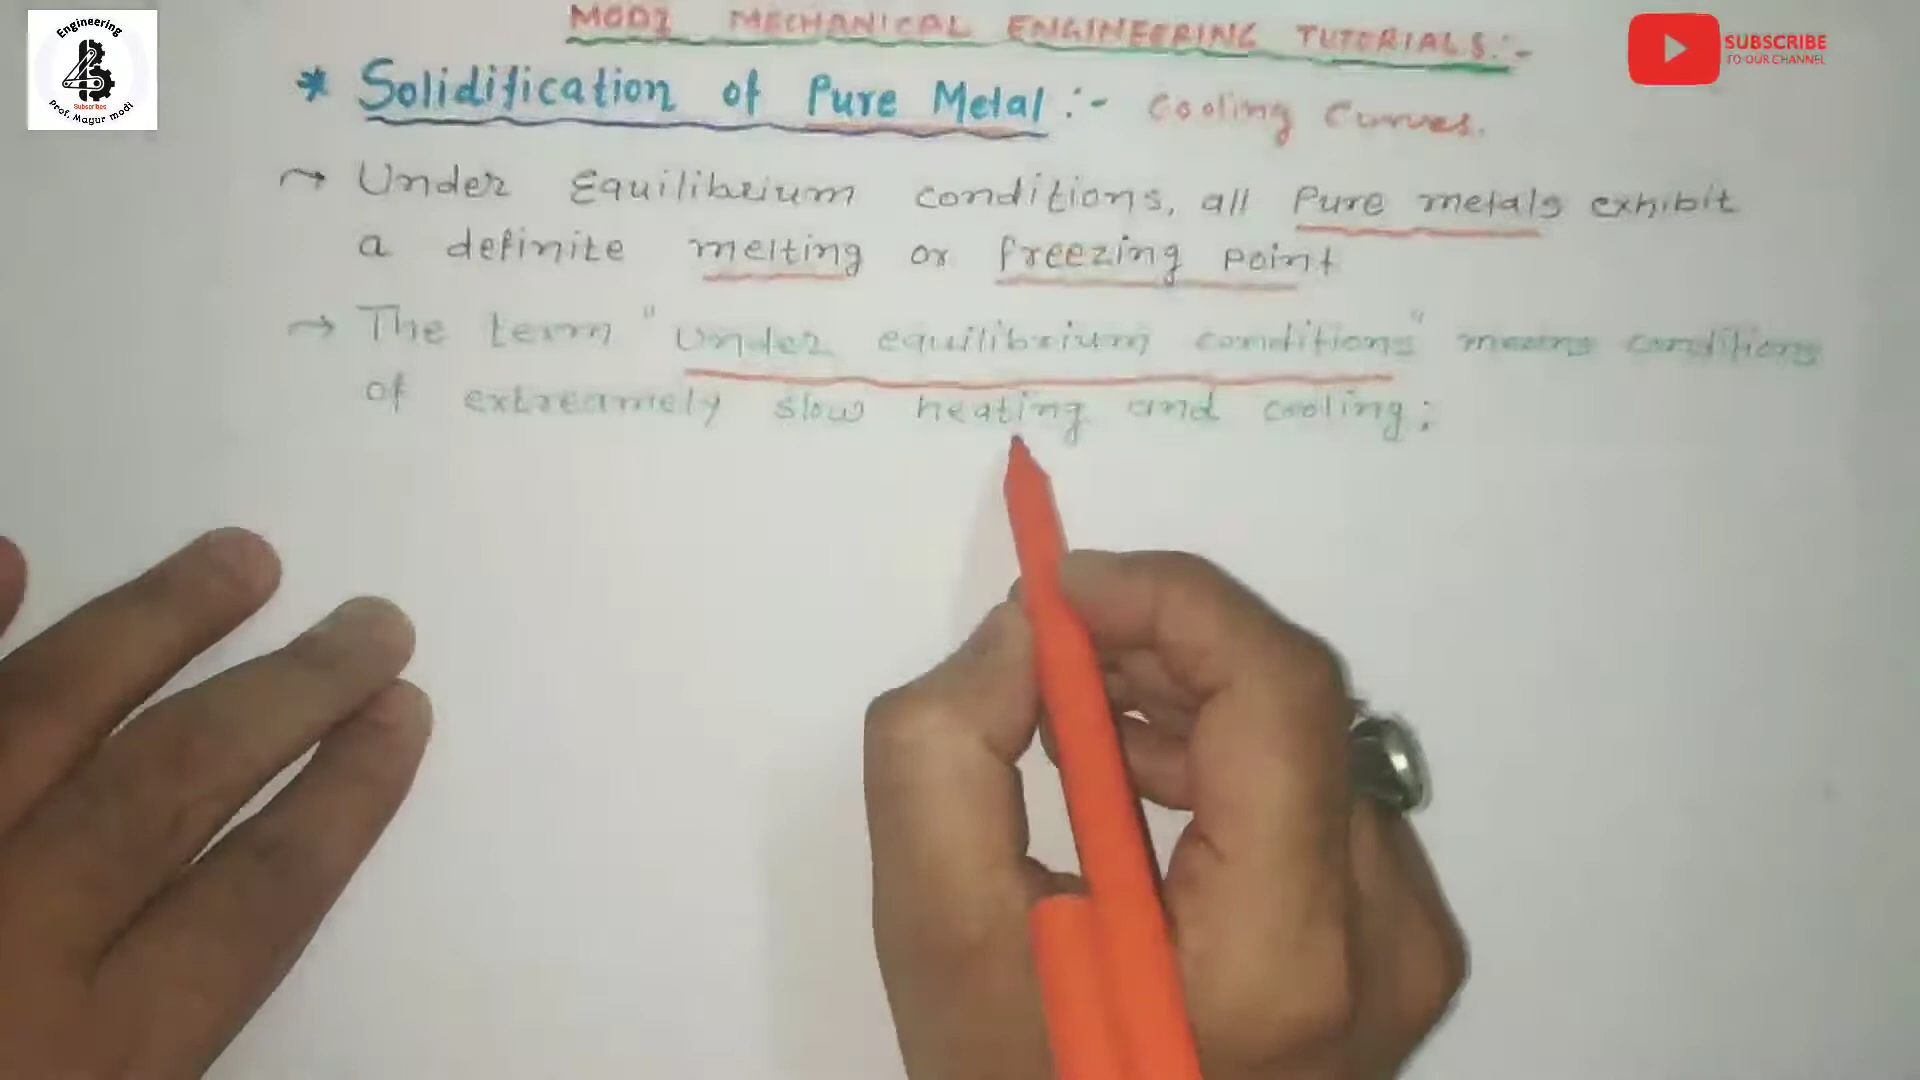 Engineering
Subscribes
Prof. Mayur modi
MODI MECHANICAL ENGINEERING TUTORIALS:-
SUBSCRIBE
TO OUR CHANNEL
* Solidification of Pure Metal :- Cooling Curves.
→ Under Equilibrium conditions, all Pure metals exhibit
a definite melting or freezing point
→ The term "Under equilibrium conditions" means conditions
of extreamely slow heating and cooling;